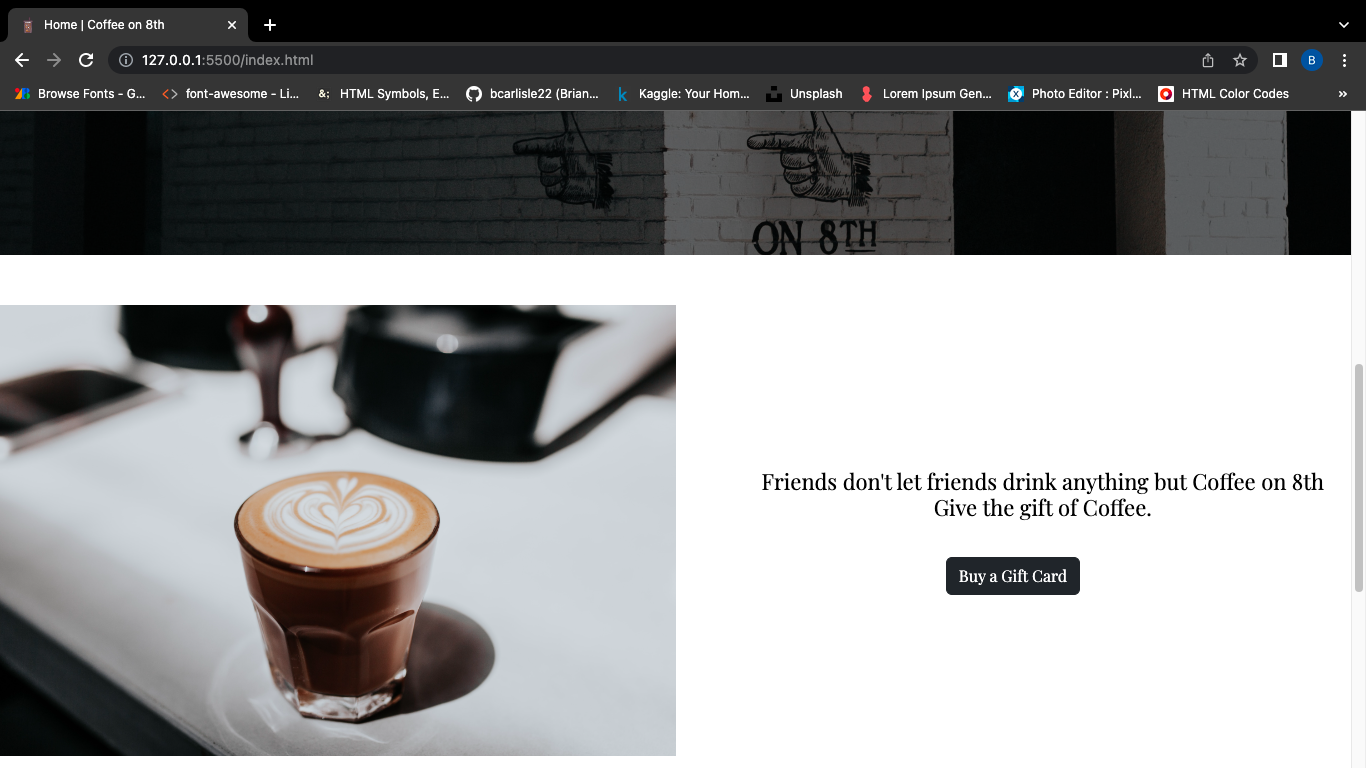 Home | Coffee on 8th
127.0.0.1:5500/index.html
B
Browse Fonts - G...
font-awesome - Li...
&; HTML Symbols, E...
bcarlisle22 (Brian...
k Kaggle: Your Hom...
Unsplash
Lorem Ipsum Gen...
Photo Editor : Pixl...
HTML Color Codes
»
ON 8TH
Friends don't let friends drink anything but Coffee on 8th
Give the gift of Coffee.
Buy a Gift Card